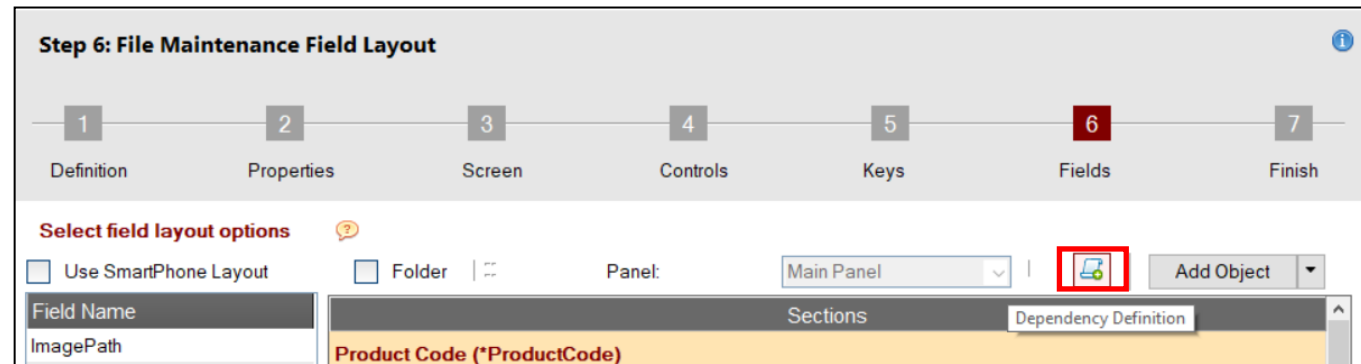 Step 6: File Maintenance Field Layout
1 2 3 4 5 6 7
Definition Properties Screen Controls Keys Fields Finish
Select field layout options
Use SmartPhone Layout Folder Panel: Main Panel Add Object
Field Name Sections Dependency Definition
ImagePath
Product Code (*ProductCode)